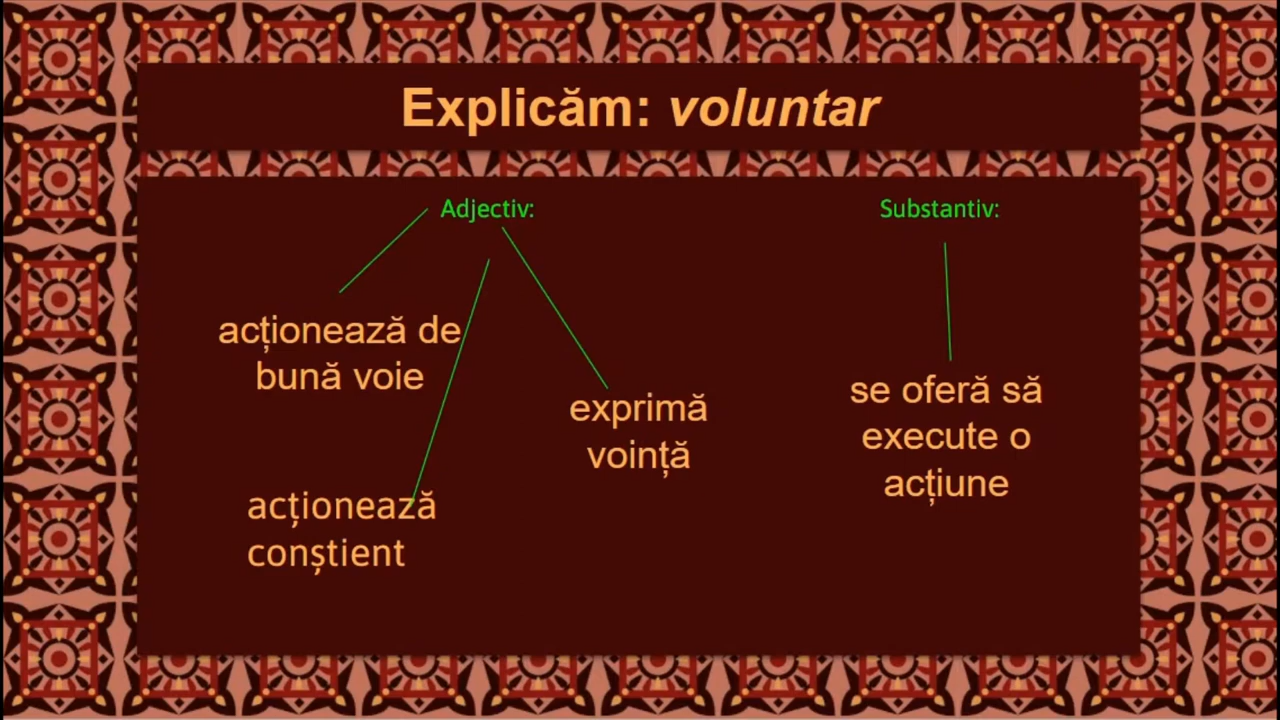 Explicăm: voluntar
Adjectiv:
Substantiv:
acționează de
bună voie
exprimă
voință
se oferă să
execute o
acțiune
acționează
conștient